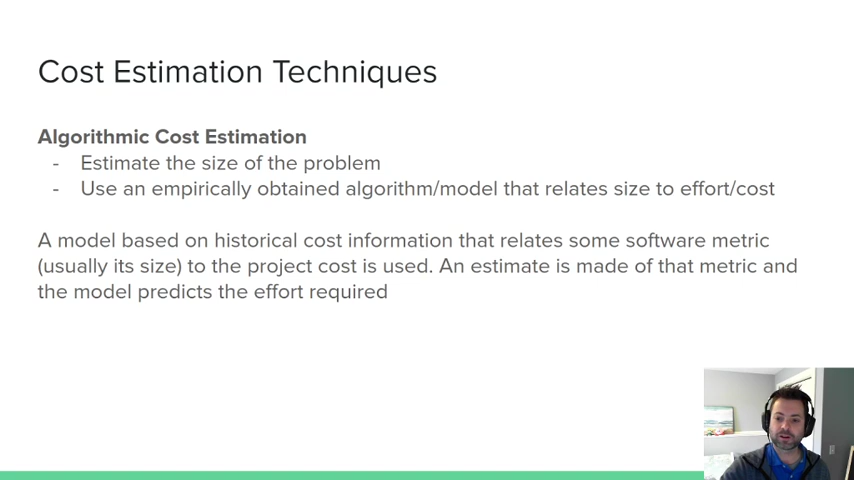 Cost Estimation Techniques
Algorithmic Cost Estimation
- Estimate the size of the problem
- Use an empirically obtained algorithm/model that relates size to effort/cost
A model based on historical cost information that relates some software metric
(usually its size) to the project cost is used. An estimate is made of that metric and
the model predicts the effort required